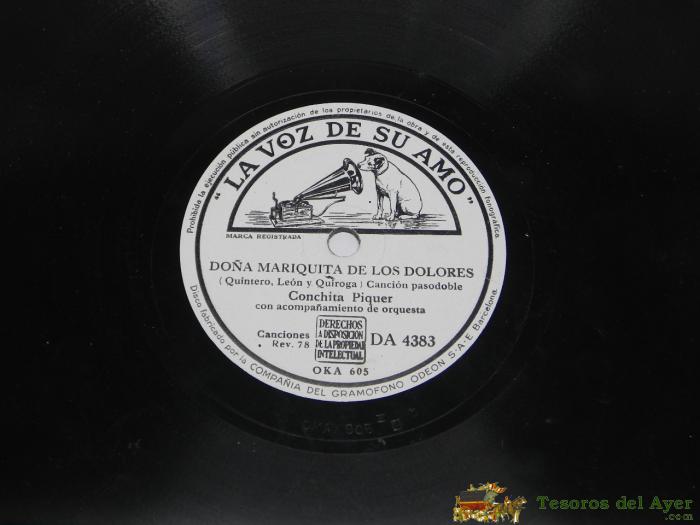 Prohibida la ejecución pública sin autorización de los propietarios de la obra y de esta reproducción fonográfica
"LA VOZ DE SU AMO"
MARCA REGISTRADA
DOÑA MARIQUITA DE LOS DOLORES
( Quintero, León y Quiroga ) Canción pasodoble
Conchita Piquer
con acompañamiento de orquesta
Canciones
Rev. 78
DERECHOS
A DISPOSICIÓN
DE LA PROPIEDAD
INTELECTUAL
DA 4383
OKA 605
Disco fabricado por la COMPAÑIA DEL GRAMOFONO ODEON S·A·E Barcelona.
Tesoros del Ayer
.com